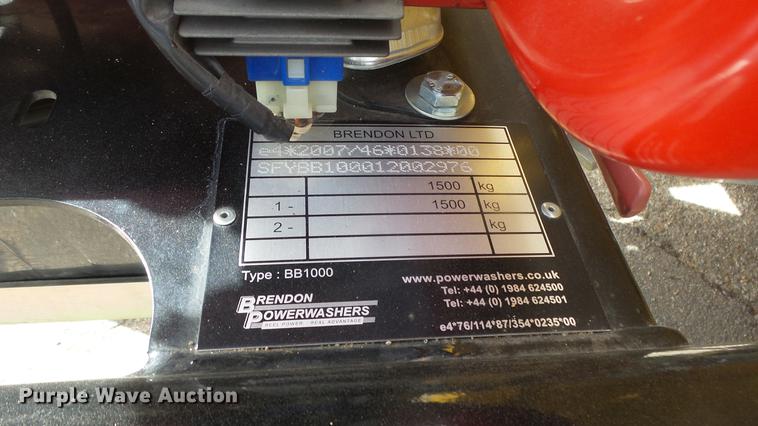 BRENDON LTD
e4*2007/46*0138*00
SFYBB100012002976
1500 kg
1 - 1500 kg
2 - kg
Type : BB1000
www.powerwashers.co.uk
Tel: +44 (0) 1984 624500
Tel: +44 (0) 1984 624501
BRENDON
POWERWASHERS
REEL POWER - REAL ADVANTAGE
e4*76/114*87/354*0235*00
Purple Wave Auction